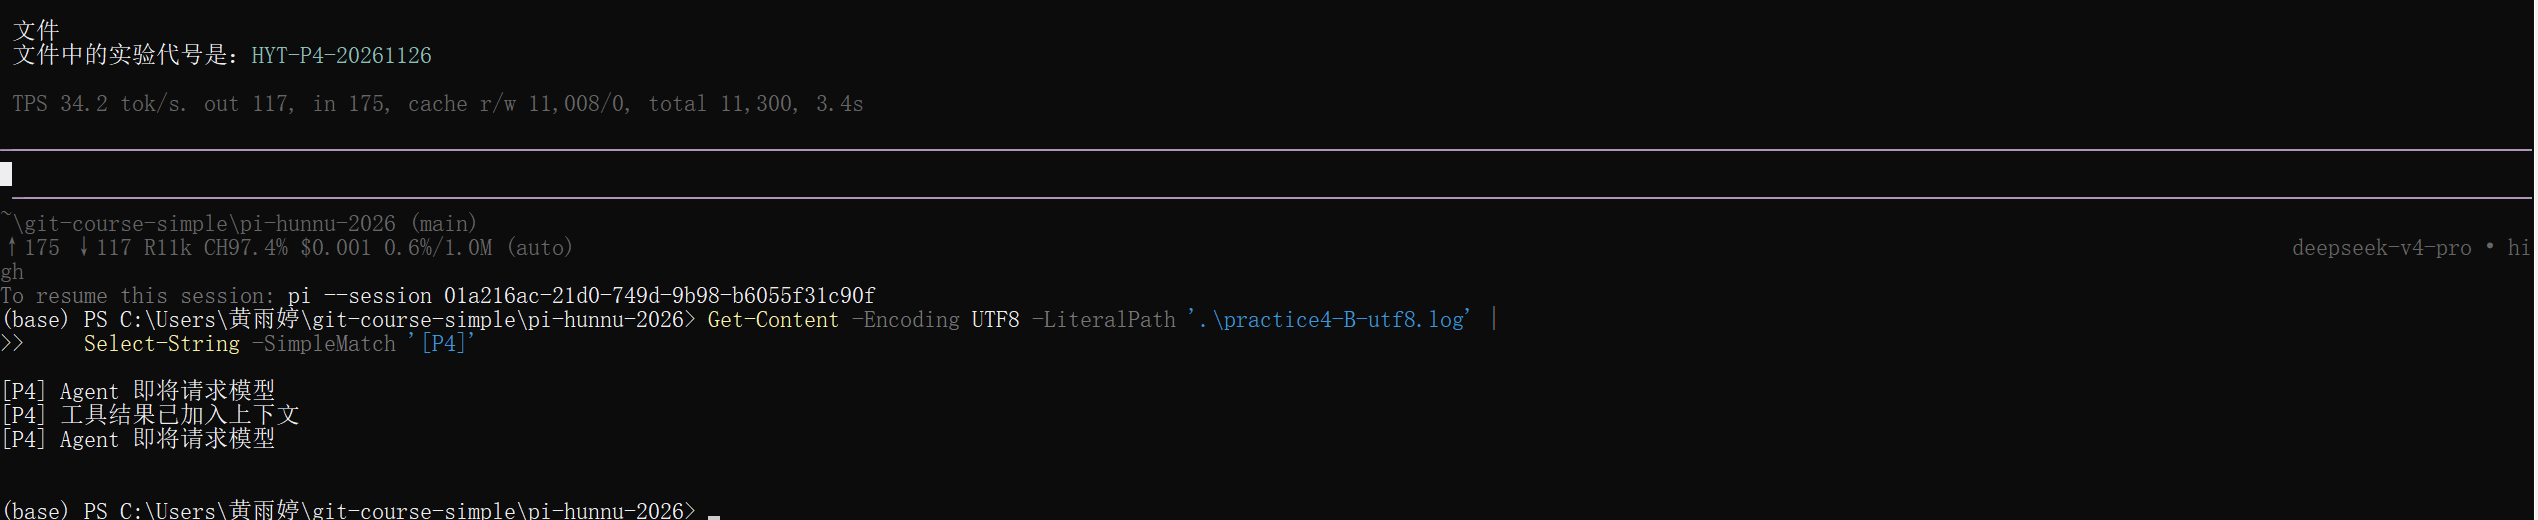 文件
文件中的实验代号是：HYT-P4-20261126
TPS 34.2 tok/s. out 117, in 175, cache r/w 11,008/0, total 11,300, 3.4s
~\git-course-simple\pi-hunnu-2026 (main)
↑175 ↓117 R11k CH97.4% $0.001 0.6%/1.0M (auto) deepseek-v4-pro • hi
gh
To resume this session: pi --session 01a216ac-21d0-749d-9b98-b6055f31c90f
(base) PS C:\Users\黄雨婷\git-course-simple\pi-hunnu-2026> Get-Content -Encoding UTF8 -LiteralPath '.\practice4-B-utf8.log' |
>>     Select-String -SimpleMatch '[P4]'
[P4] Agent 即将请求模型
[P4] 工具结果已加入上下文
[P4] Agent 即将请求模型
(base) PS C:\Users\黄雨婷\git-course-simple\pi-hunnu-2026>